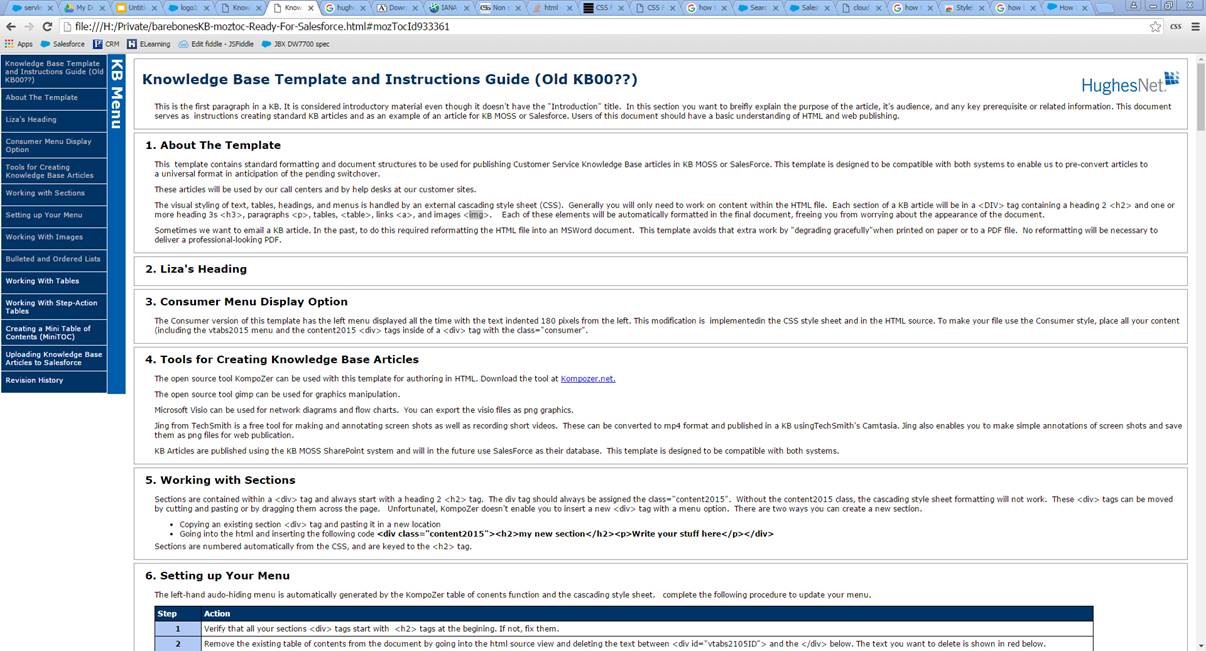 servic
My D
Untitl
logo.
Know
Know
hughe
Down
IANA
Non s
html
CSS F
CSS F
how t
Searc
Sales
cloud
how t
Style
how t
How
file:///H:/Private/barebonesKB-moztoc-Ready-For-Salesforce.html#mozTocId933361
CSS
Apps Salesforce CRM ELearning Edit fiddle - JSFiddle JBX DW7700 spec
Knowledge Base Template
and Instructions Guide (Old
KB00??)
About The Template
Liza's Heading
Consumer Menu Display
Option
Tools for Creating
Knowledge Base Articles
Working with Sections
Setting up Your Menu
Working With Images
Bulleted and Ordered Lists
Working With Tables
Working With Step-Action
Tables
Creating a Mini Table of
Contents (MiniTOC)
Uploading Knowledge Base
Articles to Salesforce
Revision History
KB Menu
Knowledge Base Template and Instructions Guide (Old KB00??)
HughesNet
This is the first paragraph in a KB. It is considered introductory material even though it doesn't have the "Introduction" title. In this section you want to breifly explain the purpose of the article, it's audience, and any key prerequisite or related information. This document
serves as instructions creating standard KB articles and as an example of an article for KB MOSS or Salesforce. Users of this document should have a basic understanding of HTML and web publishing.
1. About The Template
This template contains standard formatting and document structures to be used for publishing Customer Service Knowledge Base articles in KB MOSS or SalesForce. This template is designed to be compatible with both systems to enable us to pre-convert articles to
a universal format in anticipation of the pending switchover.
These articles will be used by our call centers and by help desks at our customer sites.
The visual styling of text, tables, headings, and menus is handled by an external cascading style sheet (CSS). Generally you will only need to work on content within the HTML file. Each section of a KB article will be in a <DIV> tag containing a heading 2 <h2> and one or
more heading 3s <h3>, paragraphs <p>, tables, <table>, links <a>, and images <img>. Each of these elements will be automatically formatted in the final document, freeing you from worrying about the appearance of the document.
Sometimes we want to email a KB article. In the past, to do this required reformatting the HTML file into an MSWord document. This template avoids that extra work by "degrading gracefully"when printed on paper or to a PDF file. No reformatting will be necessary to
deliver a professional-looking PDF.
2. Liza's Heading
3. Consumer Menu Display Option
The Consumer version of this template has the left menu displayed all the time with the text indented 180 pixels from the left. This modification is implementedin the CSS style sheet and in the HTML source. To make your file use the Consumer style, place all your content
(including the vtabs2015 menu and the content2015 <div> tags inside of a <div> tag with the class="consumer".
4. Tools for Creating Knowledge Base Articles
The open source tool KompoZer can be used with this template for authoring in HTML. Download the tool at Kompozer.net.
The open source tool gimp can be used for graphics manipulation.
Microsoft Visio can be used for network diagrams and flow charts. You can export the visio files as png graphics.
Jing from TechSmith is a free tool for making and annotating screen shots as well as recording short videos. These can be converted to mp4 format and published in a KB usingTechSmith's Camtasia. Jing also enables you to make simple annotations of screen shots and save
them as png files for web publication.
KB Articles are published using the KB MOSS SharePoint system and will in the future use SalesForce as their database. This template is designed to be compatible with both systems.
5. Working with Sections
Sections are contained within a <div> tag and always start with a heading 2 <h2> tag. The div tag should always be assigned the class="content2015". Without the content2015 class, the cascading style sheet formatting will not work. These <div> tags can be moved
by cutting and pasting or by dragging them across the page. Unfortunatel, KompoZer doesn't enable you to insert a new <div> tag with a menu option. There are two ways you can create a new section.
• Copying an existing section <div> tag and pasting it in a new location
• Going into the html and inserting the following code <div class="content2015"><h2>my new section</h2><p>Write your stuff here</p></div>
Sections are numbered automatically from the CSS, and are keyed to the <h2> tag.
6. Setting up Your Menu
The left-hand audo-hiding menu is automatically generated by the KompoZer table of conents function and the cascading style sheet. complete the following procedure to update your menu.
Step Action
1 Verify that all your sections <div> tags start with <h2> tags at the begining. If not, fix them.
2 Remove the existing table of contents from the document by going into the html source view and deleting the text between <div id="vtabs2105ID"> and the </div> below. The text you want to delete is shown in red below.